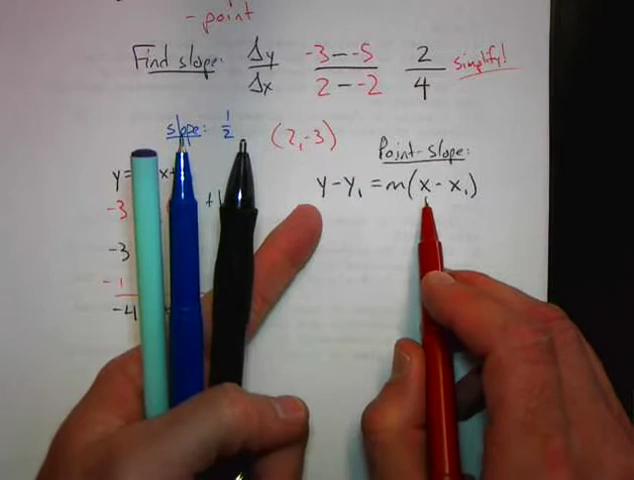 - point
Find slope: Δy/Δx -3--5/2--2 2/4 simplify!
slope: 1/2 (2,-3)
Point-slope:
y= x+
y-y₁=m(x-x₁)
-3
-3
-1
-4